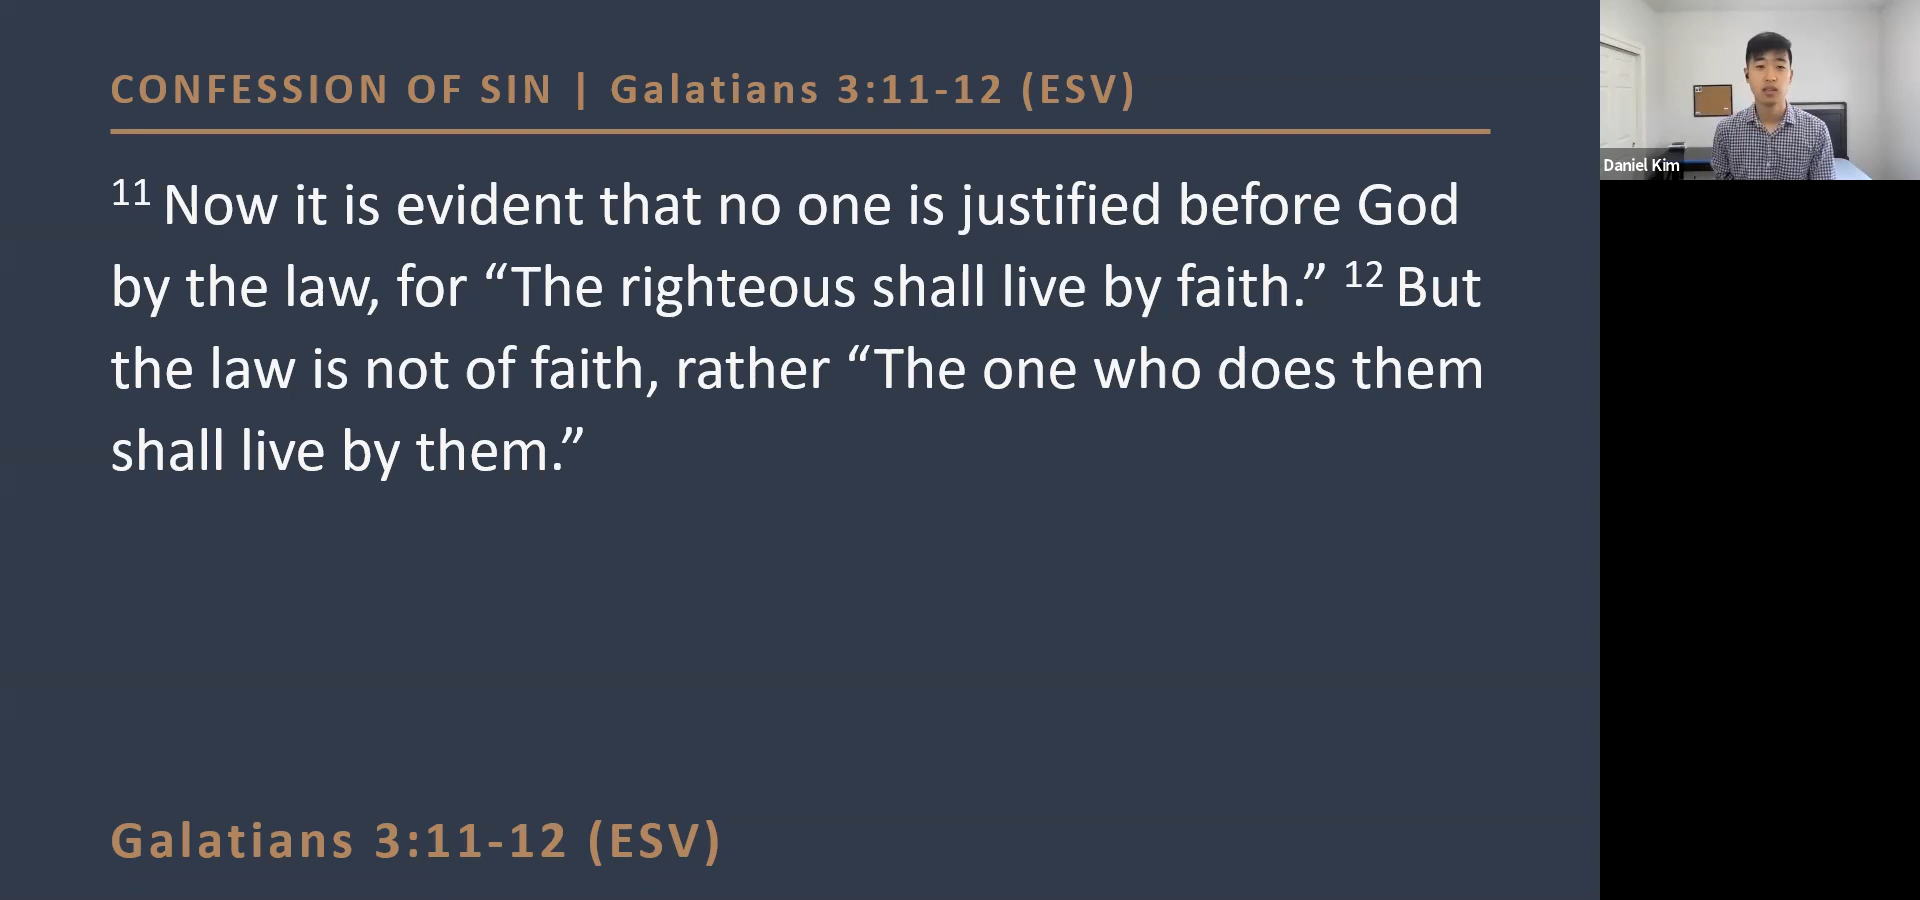 CONFESSION OF SIN | Galatians 3:11-12 (ESV)
11 Now it is evident that no one is justified before God
by the law, for “The righteous shall live by faith.” 12 But
the law is not of faith, rather “The one who does them
shall live by them.”
Galatians 3:11-12 (ESV)
Daniel Kim